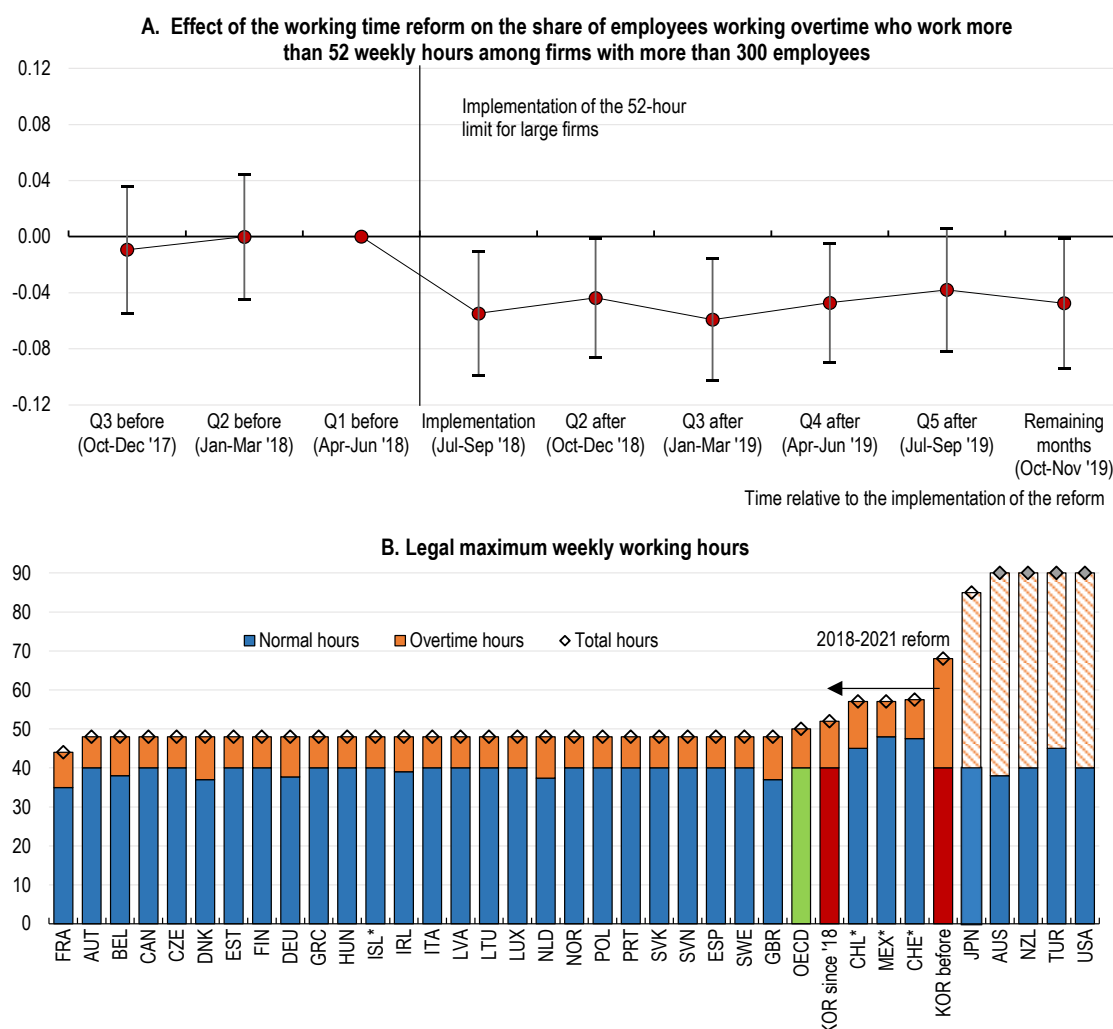 A. Effect of the working time reform on the share of employees working overtime who work more
than 52 weekly hours among firms with more than 300 employees
0.12
0.08
0.04
0.00
-0.04
-0.08
-0.12
Implementation of the 52-hour
limit for large firms
Q3 before
(Oct-Dec '17)
Q2 before
(Jan-Mar '18)
Q1 before
(Apr-Jun '18)
Implementation
(Jul-Sep '18)
Q2 after
(Oct-Dec '18)
Q3 after
(Jan-Mar '19)
Q4 after
(Apr-Jun '19)
Q5 after
(Jul-Sep '19)
Remaining
months
(Oct-Nov '19)
Time relative to the implementation of the reform
B. Legal maximum weekly working hours
90
80
70
60
50
40
30
20
10
0
Normal hours
Overtime hours
Total hours
2018-2021 reform
FRA
AUT
BEL
CAN
CZE
DNK
EST
FIN
DEU
GRC
HUN
ISL*
IRL
ITA
LVA
LTU
LUX
NLD
NOR
POL
PRT
SVK
SVN
ESP
SWE
GBR
OECD
KOR since '18
CHL*
MEX*
CHE*
KOR before
JPN
AUS
NZL
TUR
USA